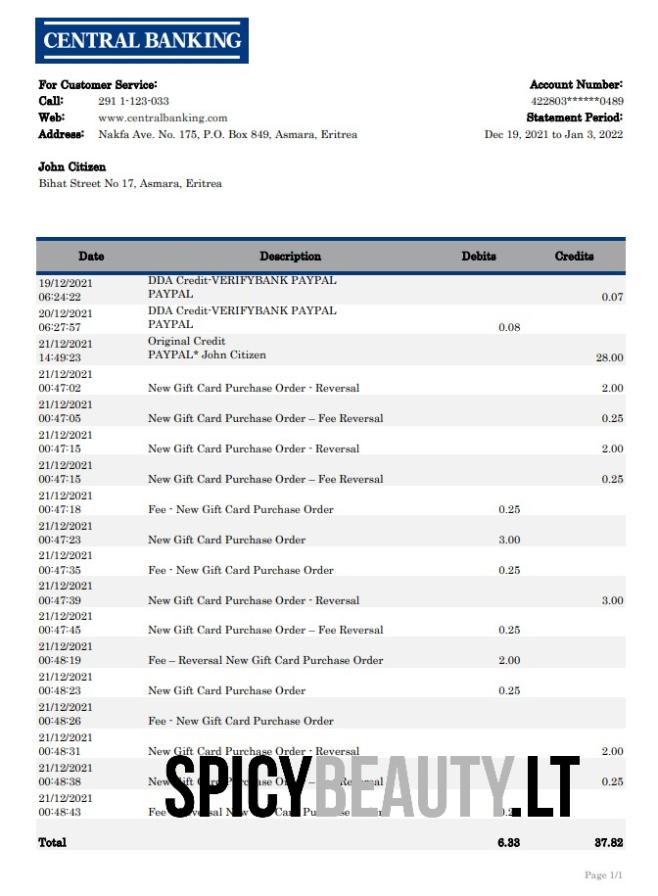 CENTRAL BANKING
For Customer Service:
Call: 291 1-123-033
Web: www.centralbanking.com
Address: Nakfa Ave. No. 175, P.O. Box 849, Asmara, Eritrea
Account Number:
422803******0489
Statement Period:
Dec 19, 2021 to Jan 3, 2022
John Citizen
Bihat Street No 17, Asmara, Eritrea
Date Description Debits Credits
19/12/2021 DDA Credit-VERIFYBANK PAYPAL
06:24:22 PAYPAL 0.07
20/12/2021 DDA Credit-VERIFYBANK PAYPAL
06:27:57 PAYPAL 0.08
21/12/2021 Original Credit
14:49:23 PAYPAL* John Citizen 28.00
21/12/2021
00:47:02 New Gift Card Purchase Order - Reversal 2.00
21/12/2021
00:47:05 New Gift Card Purchase Order – Fee Reversal 0.25
21/12/2021
00:47:15 New Gift Card Purchase Order - Reversal 2.00
21/12/2021
00:47:15 New Gift Card Purchase Order – Fee Reversal 0.25
21/12/2021
00:47:18 Fee - New Gift Card Purchase Order 0.25
21/12/2021
00:47:23 New Gift Card Purchase Order 3.00
21/12/2021
00:47:35 Fee - New Gift Card Purchase Order 0.25
21/12/2021
00:47:39 New Gift Card Purchase Order - Reversal 3.00
21/12/2021
00:47:45 New Gift Card Purchase Order – Fee Reversal 0.25
21/12/2021
00:48:19 Fee – Reversal New Gift Card Purchase Order 2.00
21/12/2021
00:48:23 New Gift Card Purchase Order 0.25
21/12/2021
00:48:26 Fee - New Gift Card Purchase Order
21/12/2021
00:48:31 New Gift Card Purchase Order - Reversal 2.00
21/12/2021
00:48:38 New Gift Card Purchase 0.25
21/12/2021
00:48:43 Fee Card
SPICYBEAUTY.LT
Total 6.33 37.82
Page 1/1